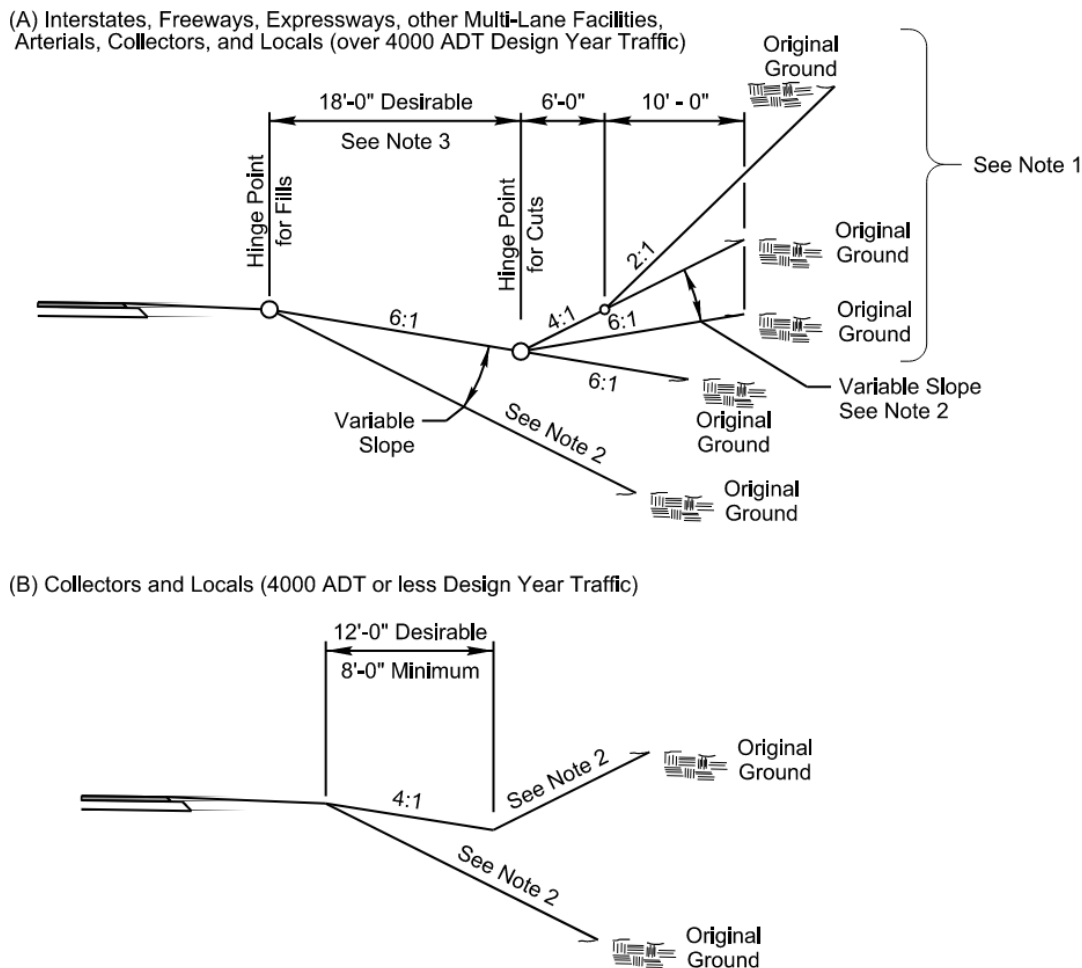 (A) Interstates, Freeways, Expressways, other Multi-Lane Facilities,
Arterials, Collectors, and Locals (over 4000 ADT Design Year Traffic)
Original
Ground
18'-0" Desirable
6'-0"
10' - 0"
See Note 3
See Note 1
Hinge Point
for Fills
Hinge Point
for Cuts
2:1
Original
Ground
6:1
4:1
6:1
Original
Ground
6:1
Variable Slope
See Note 2
Variable
Slope
See Note 2
Original
Ground
Original
Ground
(B) Collectors and Locals (4000 ADT or less Design Year Traffic)
12'-0" Desirable
8'-0" Minimum
4:1
See Note 2
Original
Ground
See Note 2
Original
Ground